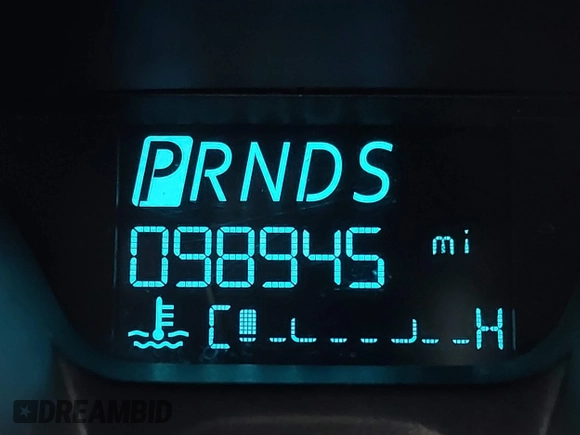 PRNDS
098945 mi
C H
DREAMBID